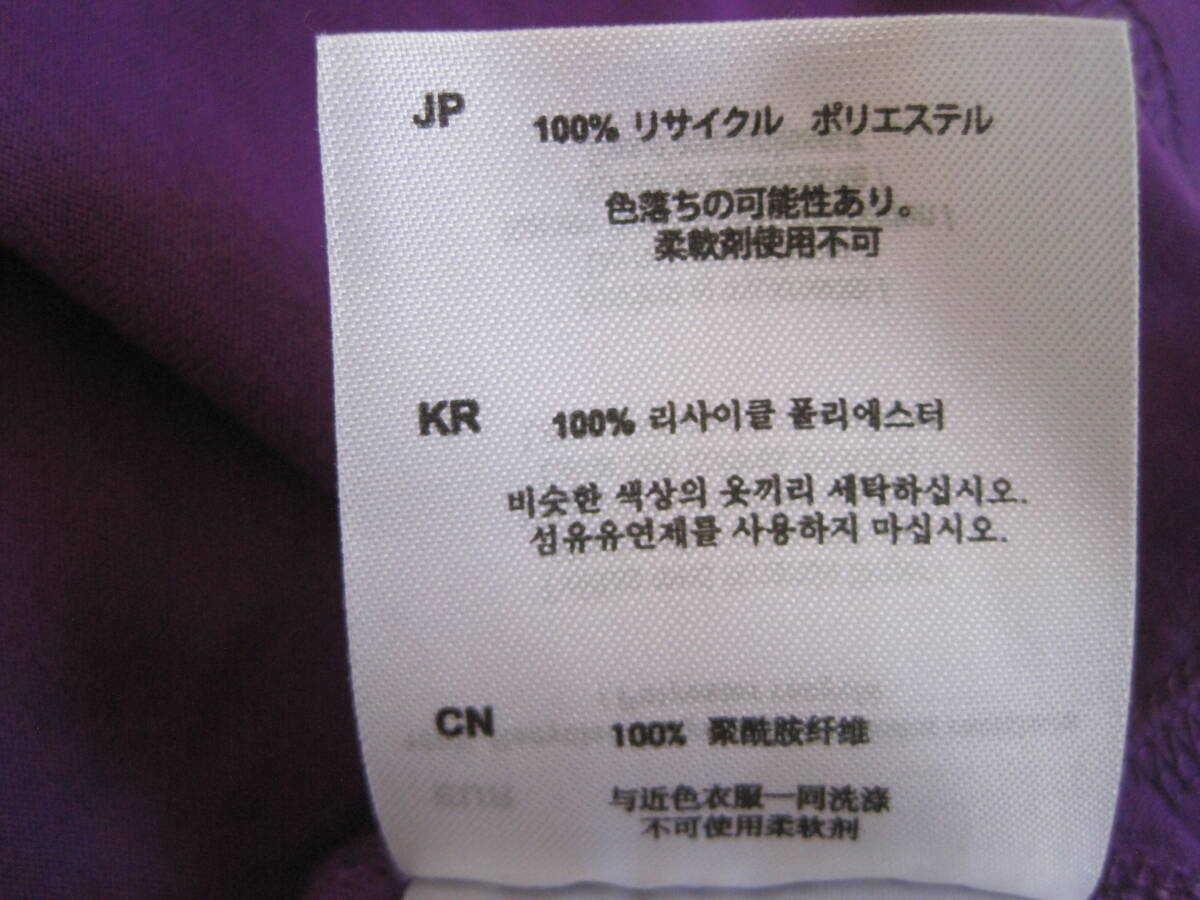 JP 100% リサイクル ポリエステル
色落ちの可能性あり。
柔軟剤使用不可
KR 100% 리사이클 폴리에스터
비슷한 색상의 옷끼리 세탁하십시오.
섬유유연제를 사용하지 마십시오.
CN 100% 聚酰胺纤维
与近色衣服一同洗涤
不可使用柔软剂